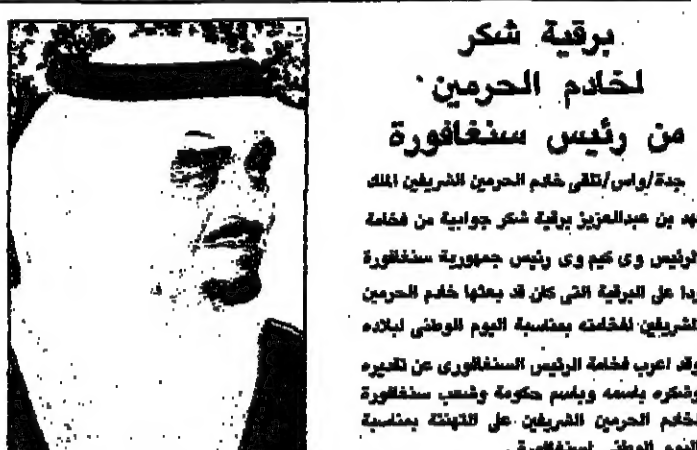 برقية شكر
لخادم الحرمين
من رئيس سنغافورة
جدة/واس/تلقى خادم الحرمين الشريفين الملك
فهد بن عبدالعزيز برقية شكر جوابية من فخامة
الرئيس وى كيم وى رئيس جمهورية سنغافورة
ردا على البرقية التى كان قد بعثها خادم الحرمين
الشريفين لفخامته بمناسبة اليوم الوطنى لبلاده
وقد اعرب فخامة الرئيس السنغافورى عن تقديره
وشكره باسمه وباسم حكومة وشعب سنغافورة
لخادم الحرمين الشريفين على التهنئة بمناسبة
اليوم الوطنى لسنغافورة .